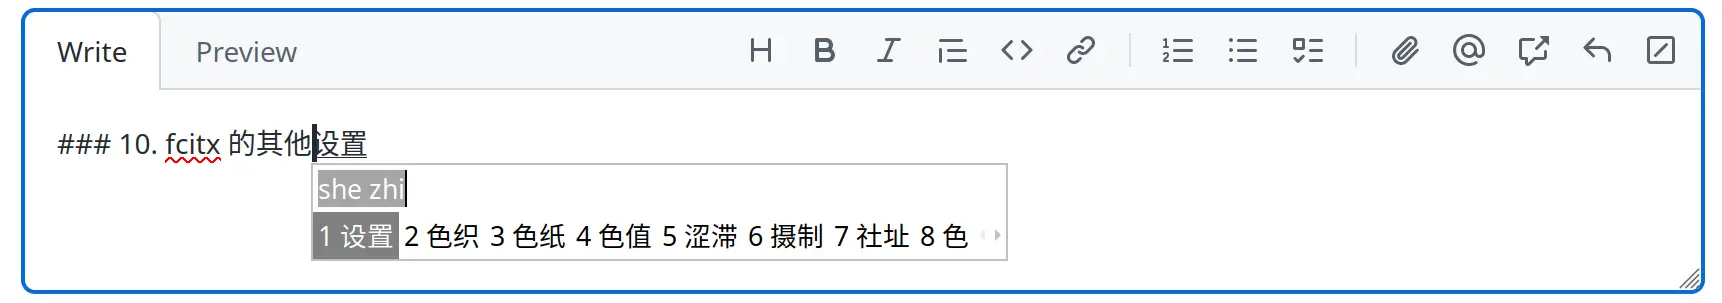 Write Preview
### 10. fcitx 的其他设置
she zhi
1 设置 2 色织 3 色纸 4 色值 5 涩滞 6 摄制 7 社址 8 色